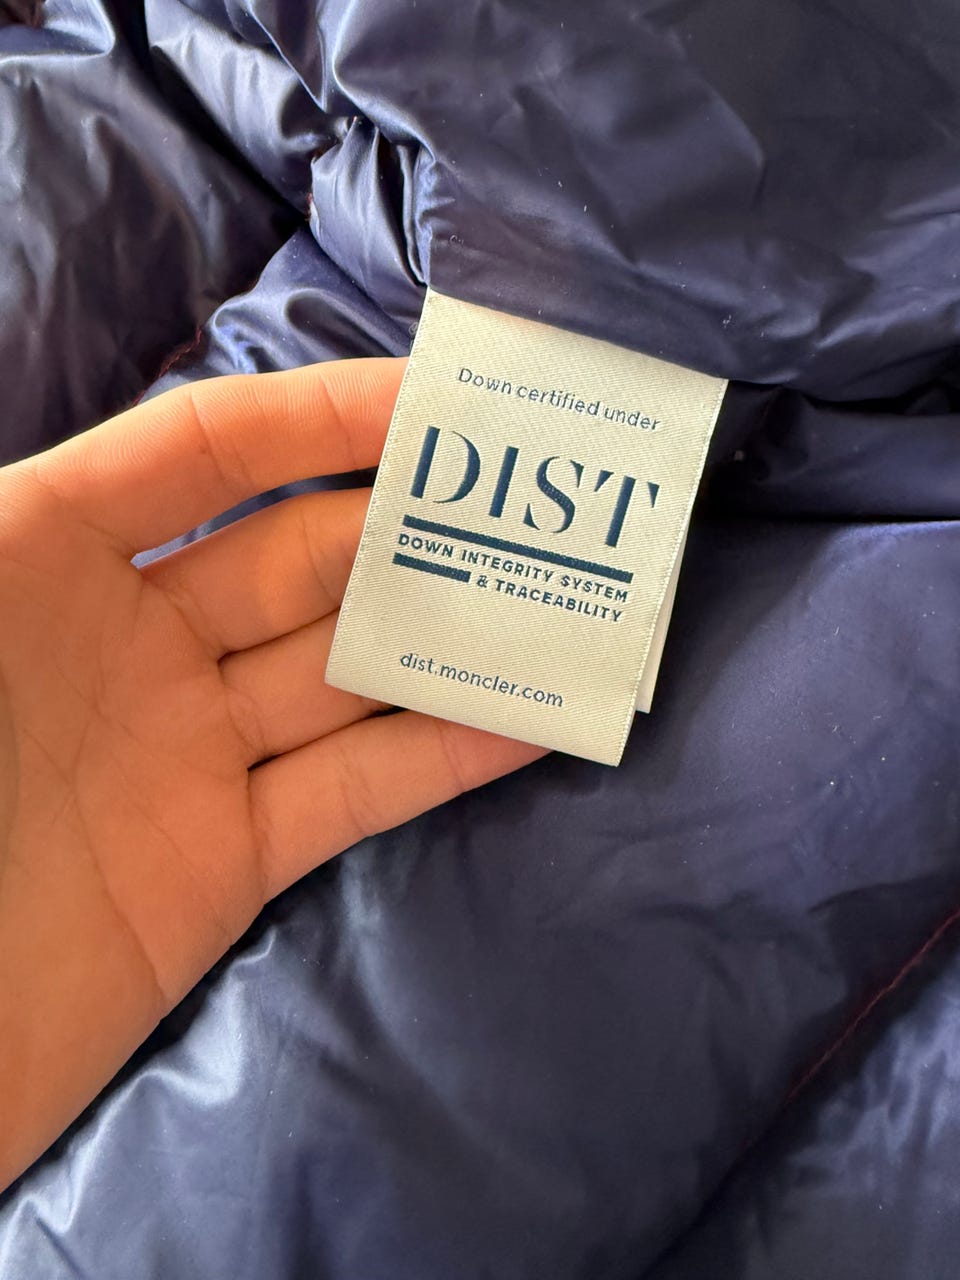 Down certified under
DIST
DOWN INTEGRITY SYSTEM
& TRACEABILITY
dist.moncler.com